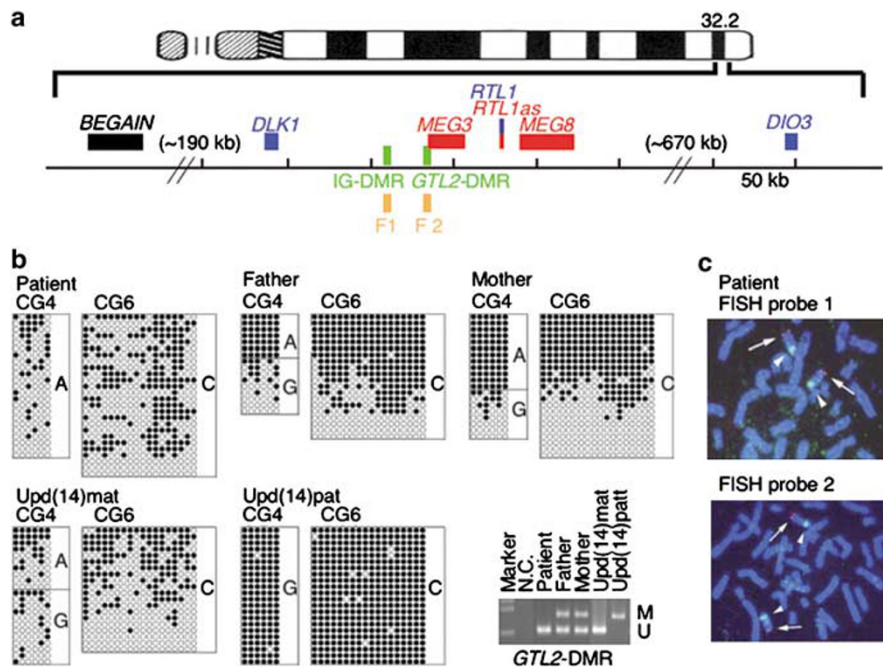 a
32.2
RTL1
BEGAIN (~190 kb) DLK1 MEG3 RTL1as MEG8 (~670 kb) DIO3
IG-DMR GTL2-DMR 50 kb
F1 F 2
b
Patient
CG4 CG6
A C
Father
CG4 CG6
A
G
C
Mother
CG4 CG6
A
G
C
Upd(14)mat
CG4 CG6
A
G
C
Upd(14)pat
CG4 CG6
G C
Marker
N.C.
Patient
Father
Mother
Upd(14)mat
Upd(14)patt
M
U
GTL2-DMR
c
Patient
FISH probe 1
FISH probe 2